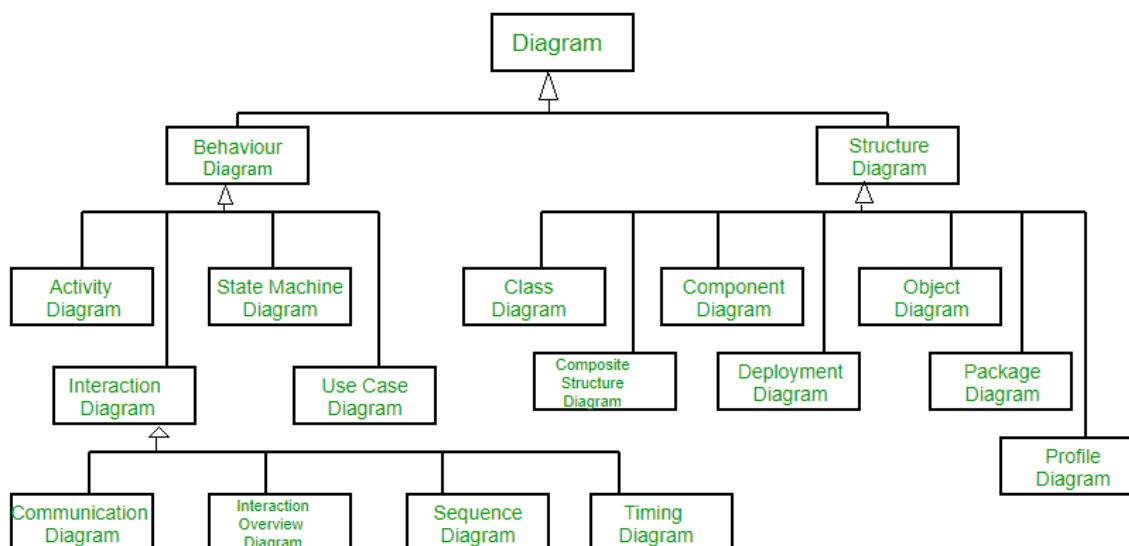 Diagram
Behaviour
Diagram
Structure
Diagram
Activity
Diagram
State Machine
Diagram
Class
Diagram
Component
Diagram
Object
Diagram
Interaction
Diagram
Use Case
Diagram
Composite
Structure
Diagram
Deployment
Diagram
Package
Diagram
Profile
Diagram
Communication
Diagram
Interaction
Overview
Diagram
Sequence
Diagram
Timing
Diagram